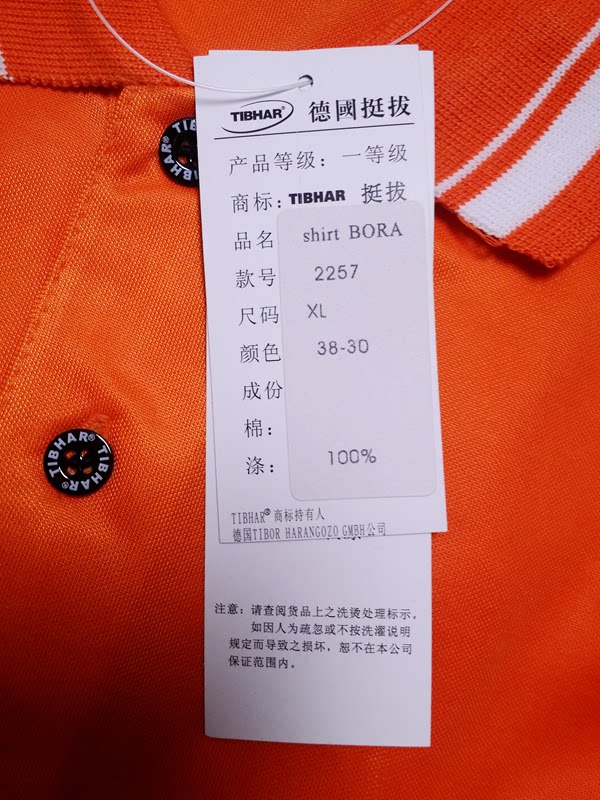 TIBHAR® 德國挺拔
产品等级：一等级
商标：TIBHAR 挺拔
品名 shirt BORA
款号 2257
尺码 XL
颜色 38-30
成份
棉：
涤： 100%
TIBHAR®商标持有人
德国TIBOR HARANGOZO GMBH公司
注意：请查阅货品上之洗烫处理标示。
如因人为疏忽或不按洗濯说明
规定而导致之损坏，恕不在本公司
保证范围内。
TIBHAR® TIBHAR®
TIBHAR®